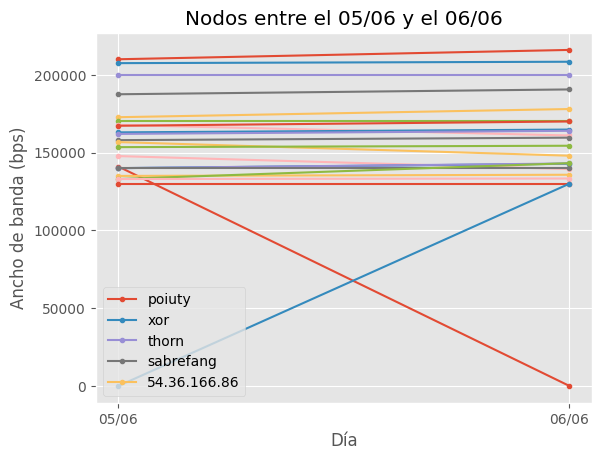 Nodos entre el 05/06 y el 06/06
Ancho de banda (bps)
200000
150000
100000
50000
0
poiuty
xor
thorn
sabrefang
54.36.166.86
05/06
06/06
Día